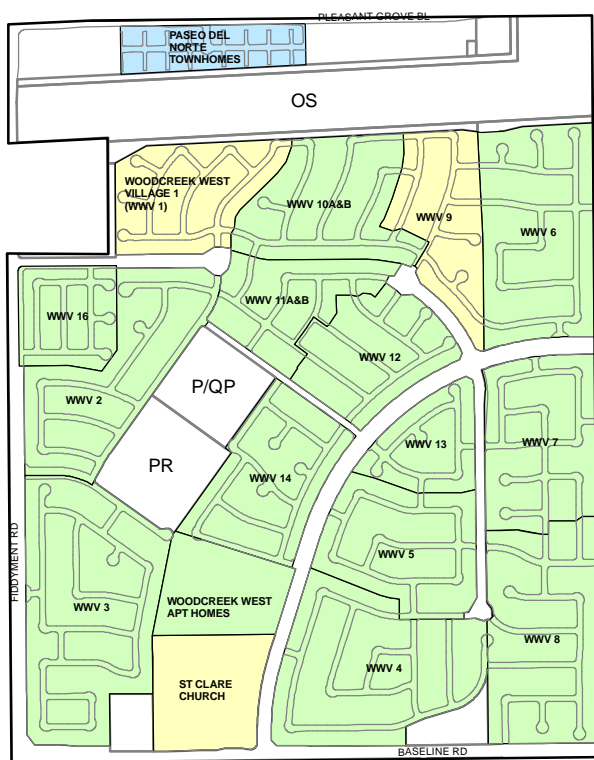 PLEASANT GROVE BL
PASEO DEL
NORTE
TOWNHOMES
OS
WOODCREEK WEST
VILLAGE 1
(WWV 1)
WWV 10A&B
WWV 9
WWV 6
WWV 11A&B
WWV 16
WWV 12
P/QP
WWV 2
WWV 13
WWV 7
PR
WWV 14
FIDDYMENT RD
WWV 5
WWV 3
WOODCREEK WEST
APT HOMES
WWV 8
WWV 4
ST CLARE
CHURCH
BASELINE RD